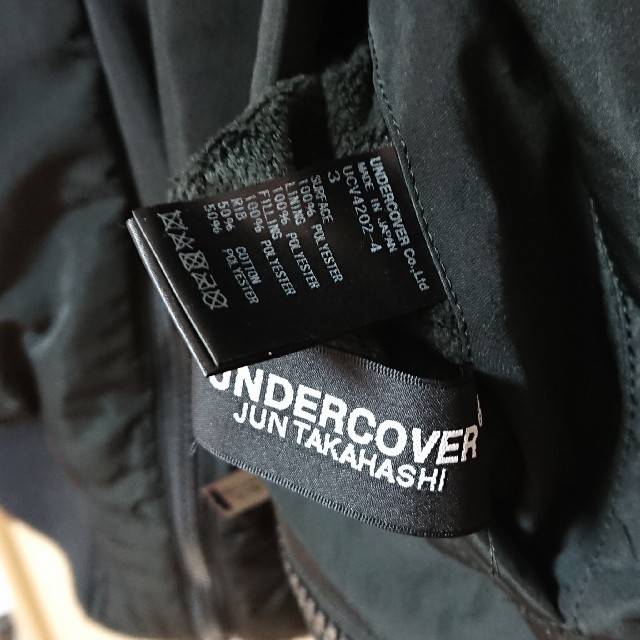 UNDERCOVER Co.,Ltd
MADE IN JAPAN
UCV4202-4
3
SURFACE
100% POLYESTER
LINING
100% POLYESTER
FILLING
100% POLYESTER
RIB
50% COTTON
50% POLYESTER
UNDERCOVER
JUN TAKAHASHI